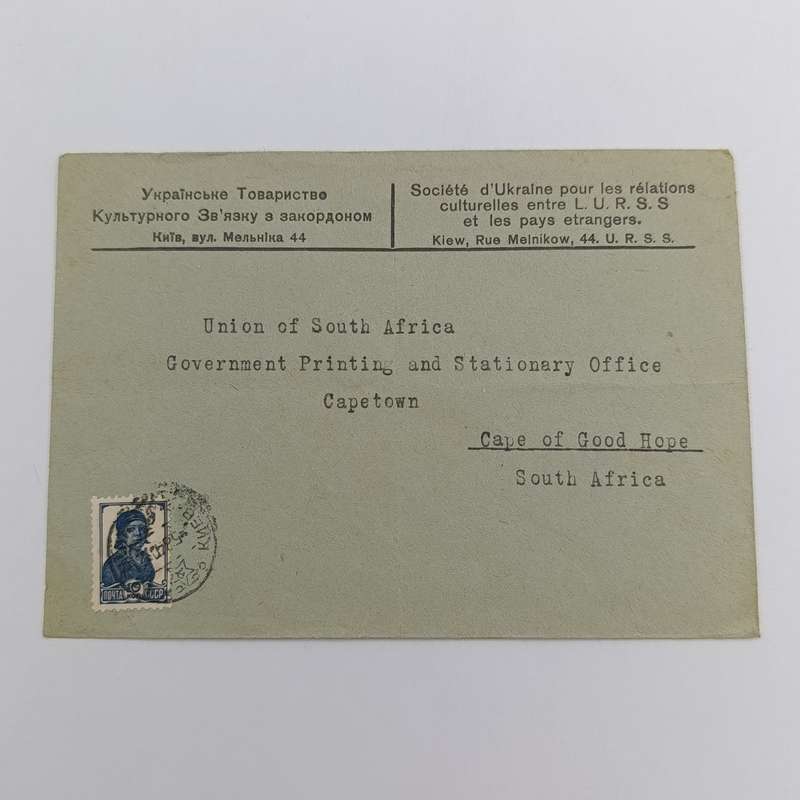 Українське Товариство
Культурного Зв'язку з закордоном
Київ, вул. Мельніка 44
Société d'Ukraine pour les rélations
culturelles entre L. U. R. S. S
et les pays etrangers.
Kiew, Rue Melnikow, 44. U. R. S. S.
Union of South Africa
Government Printing and Stationary Office
Capetown
Cape of Good Hope
South Africa
КИЕВ
ПОЧТА СССР